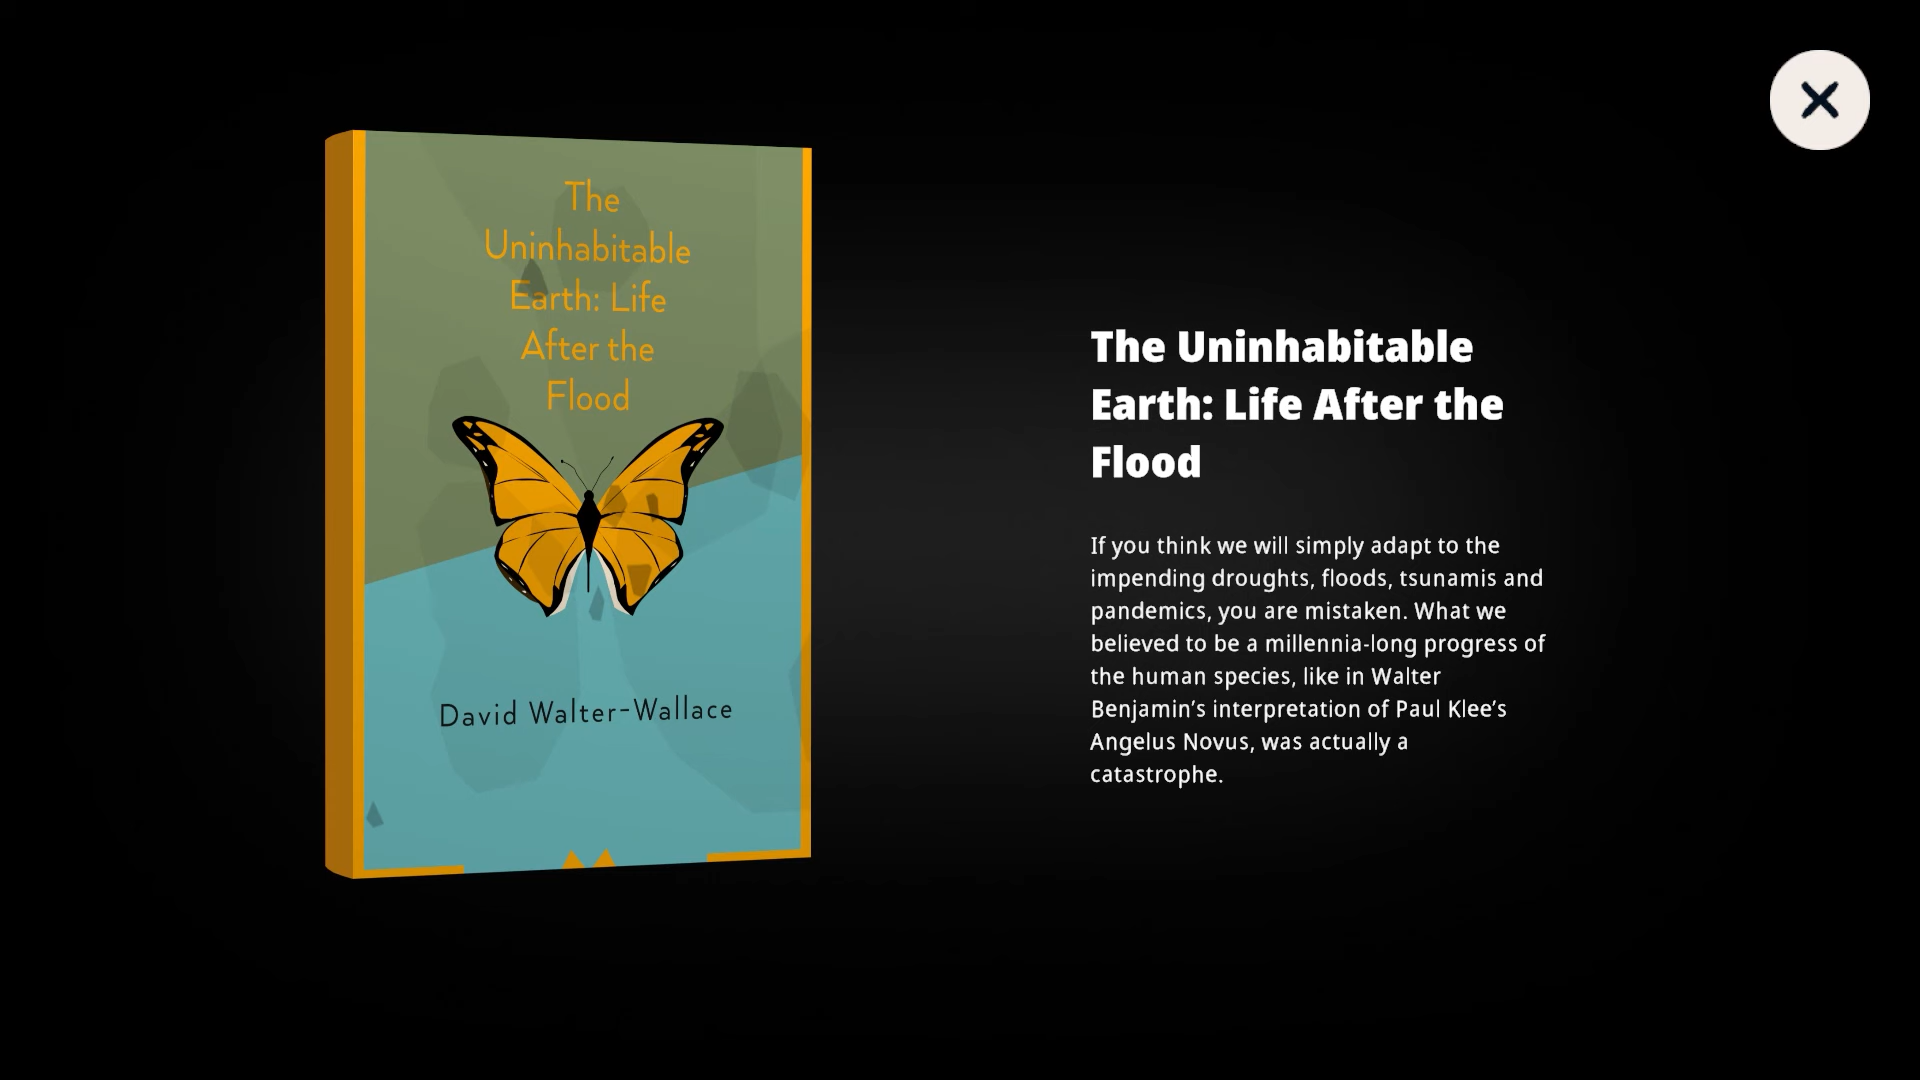 The
Uninhabitable
Earth: Life
After the
Flood
David Walter-Wallace
The Uninhabitable
Earth: Life After the
Flood
If you think we will simply adapt to the
impending droughts, floods, tsunamis and
pandemics, you are mistaken. What we
believed to be a millennia-long progress of
the human species, like in Walter
Benjamin’s interpretation of Paul Klee’s
Angelus Novus, was actually a
catastrophe.